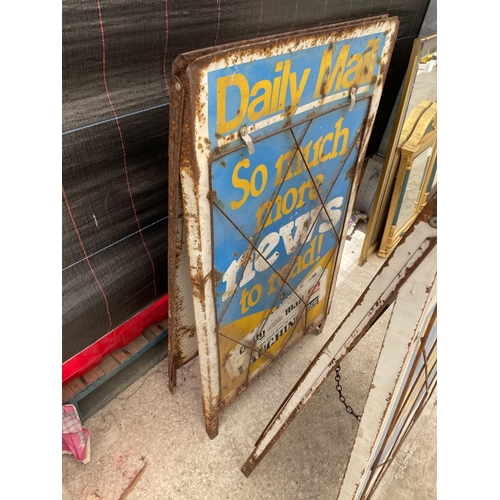 Daily Mail
So much
more
news
to read!